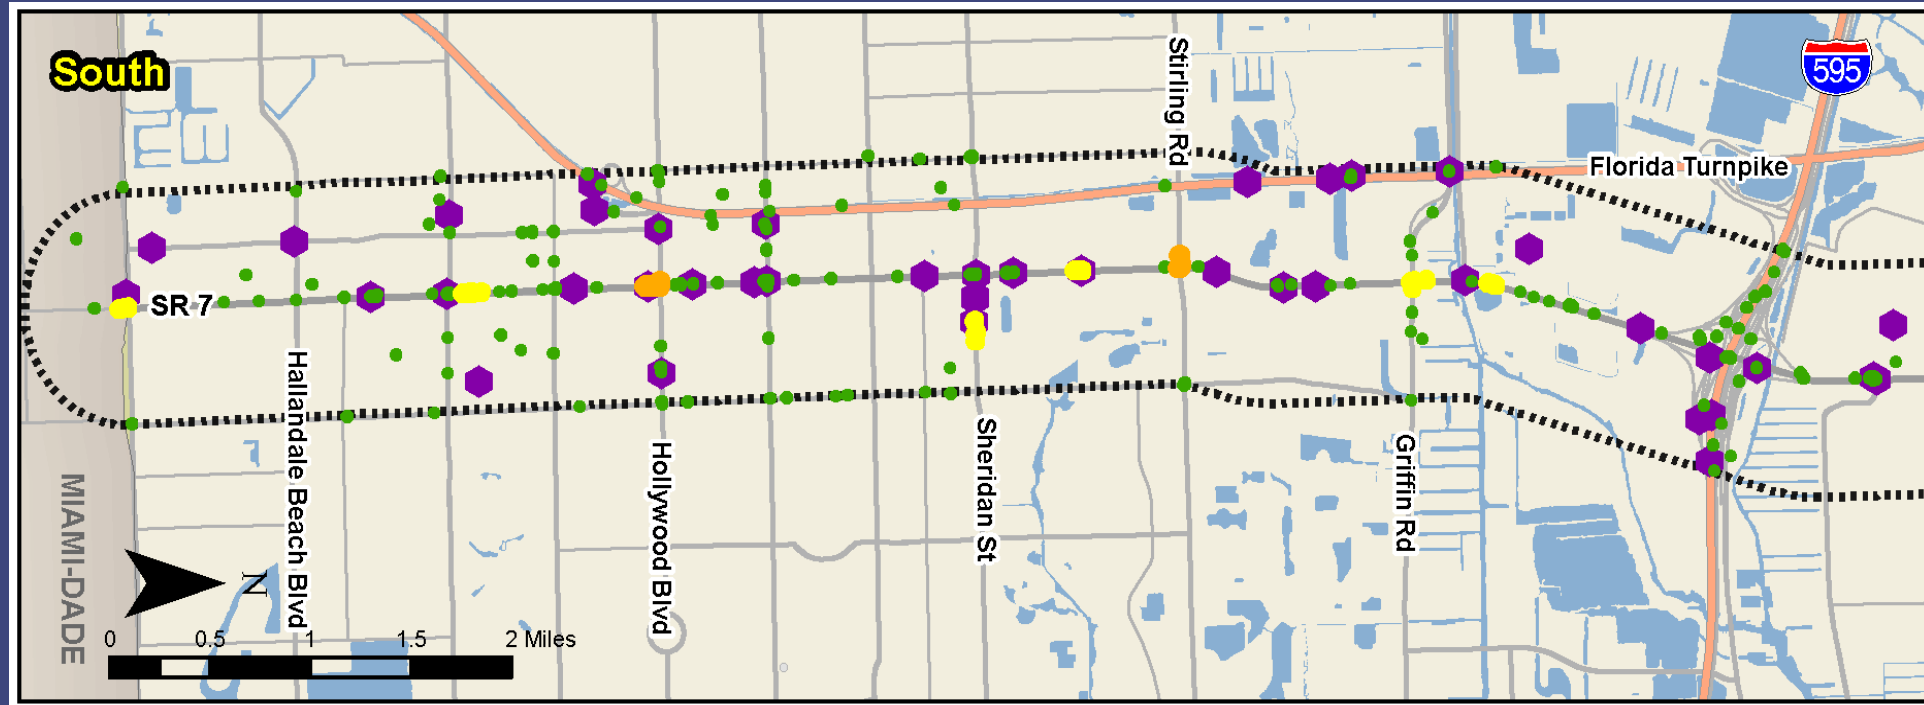 South
595
Stirling Rd
Florida Turnpike
SR 7
Hallandale Beach Blvd
Hollywood Blvd
Sheridan St
Griffin Rd
MIAMI-DADE
N
0 0.5 1 1.5 2 Miles